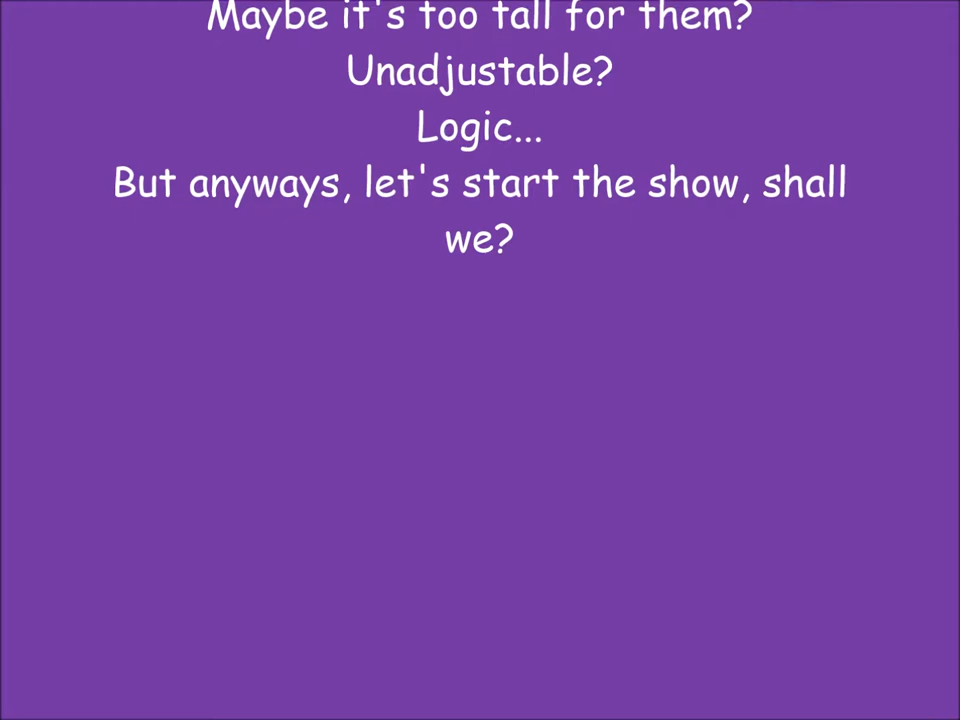 Maybe it's too tall for them?
Unadjustable?
Logic...
But anyways, let's start the show, shall
we?